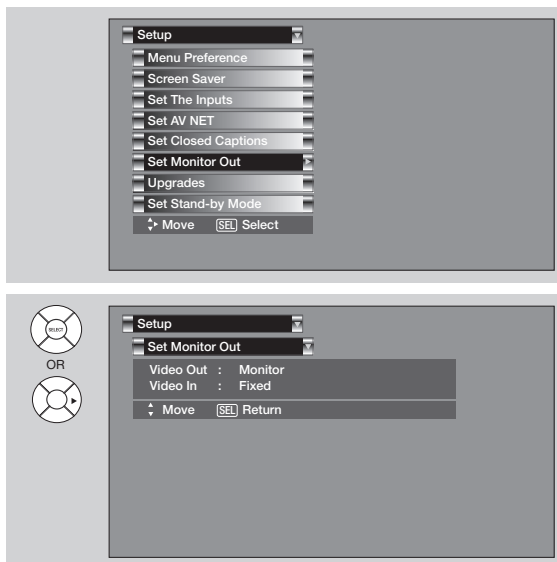 Setup
Menu Preference
Screen Saver
Set The Inputs
Set AV NET
Set Closed Captions
Set Monitor Out
Upgrades
Set Stand-by Mode
Move SEL Select
SELECT
OR
Setup
Set Monitor Out
Video Out : Monitor
Video In : Fixed
Move SEL Return